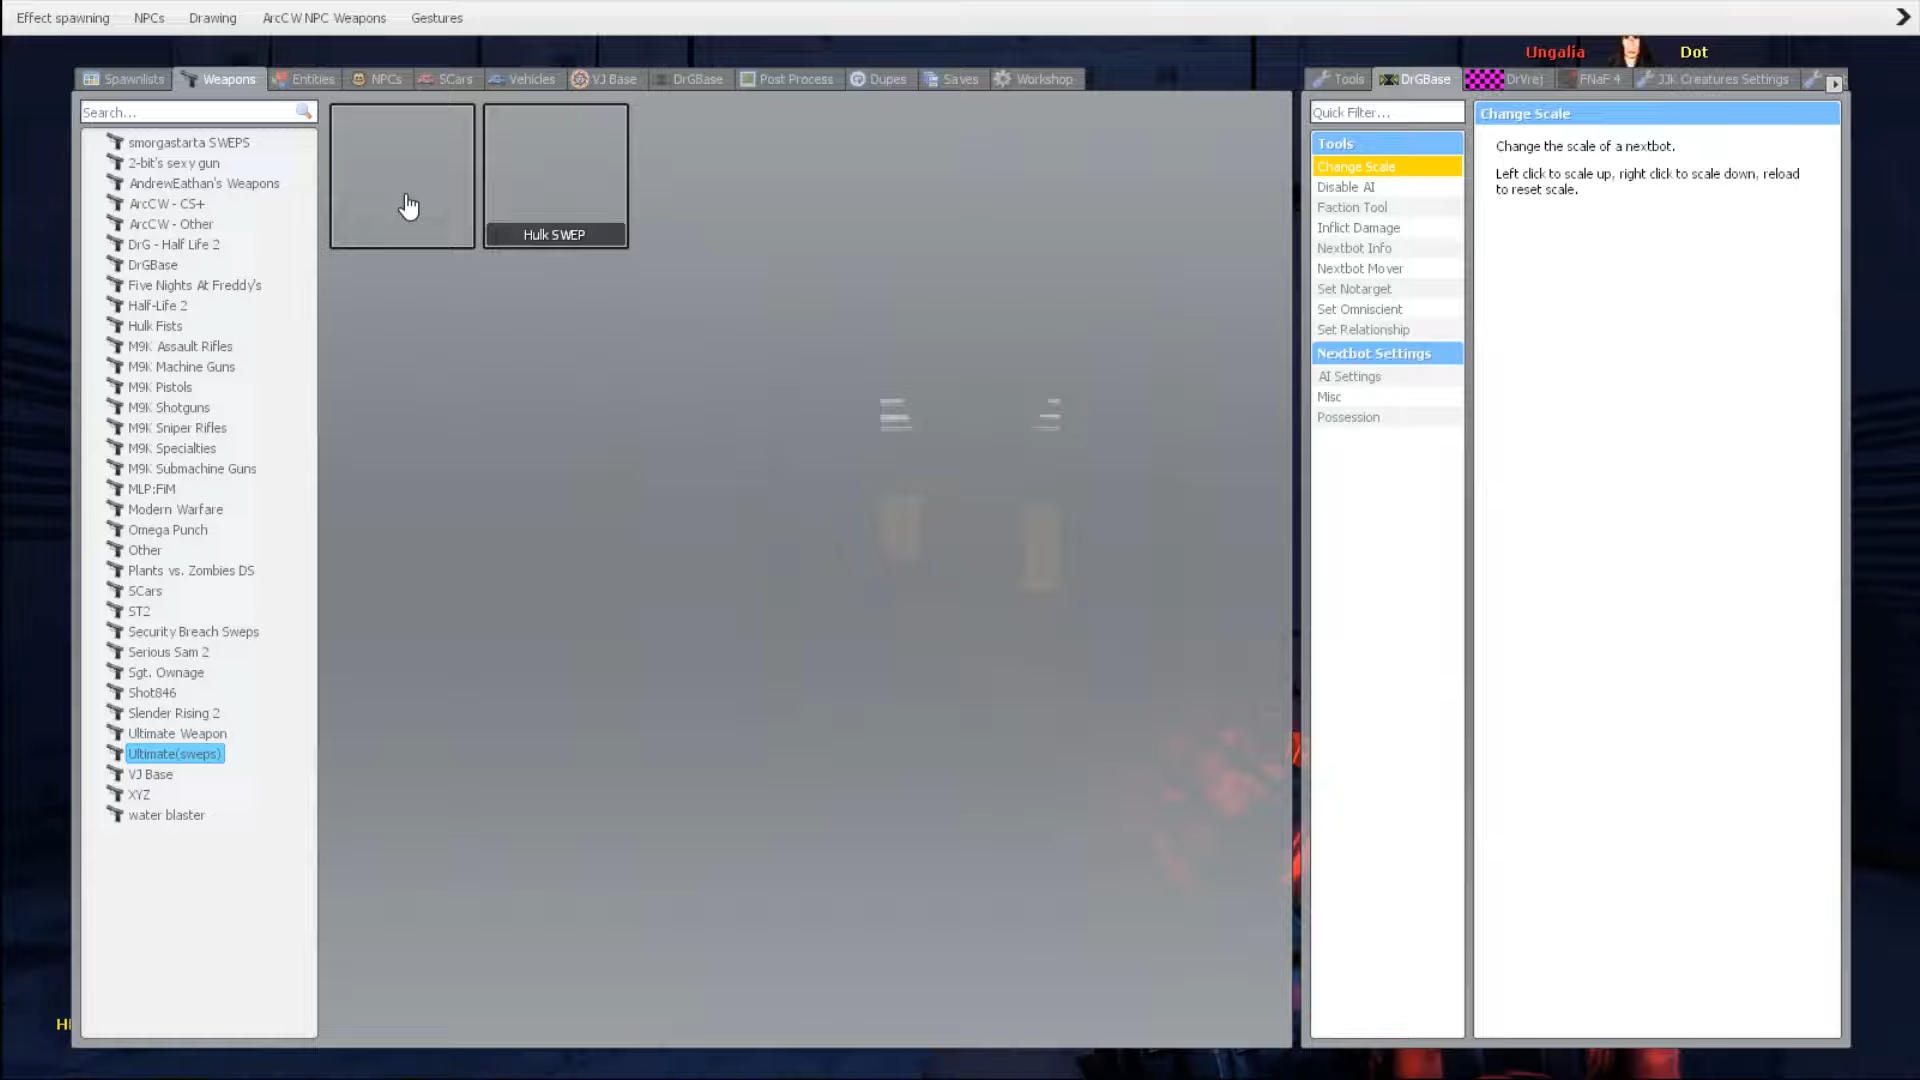 Effect spawning NPCs Drawing ArcCW NPC Weapons Gestures
Ungalia Dot
Spawnlists Weapons Entities NPCs SCars Vehicles VJ Base DrGBase Post Process Dupes Saves Workshop
Tools DrGBase DrVrej FNaF 4 JJK Creatures Settings
Search...
smorgastarta SWEPS
2-bit's sexy gun
AndrewEathan's Weapons
ArcCW - CS+
ArcCW - Other
DrG - Half Life 2
DrGBase
Five Nights At Freddy's
Half-Life 2
Hulk Fists
M9K Assault Rifles
M9K Machine Guns
M9K Pistols
M9K Shotguns
M9K Sniper Rifles
M9K Specialties
M9K Submachine Guns
MLP:FiM
Modern Warfare
Omega Punch
Other
Plants vs. Zombies DS
SCars
ST2
Security Breach Sweps
Serious Sam 2
Sgt. Ownage
Shot846
Slender Rising 2
Ultimate Weapon
Ultimate(sweps)
VJ Base
XYZ
water blaster
Hulk SWEP
Quick Filter...
Tools
Change Scale
Disable AI
Faction Tool
Inflict Damage
Nextbot Info
Nextbot Mover
Set Notarget
Set Omniscient
Set Relationship
Nextbot Settings
AI Settings
Misc
Possession
Change Scale
Change the scale of a nextbot.
Left click to scale up, right click to scale down, reload
to reset scale.